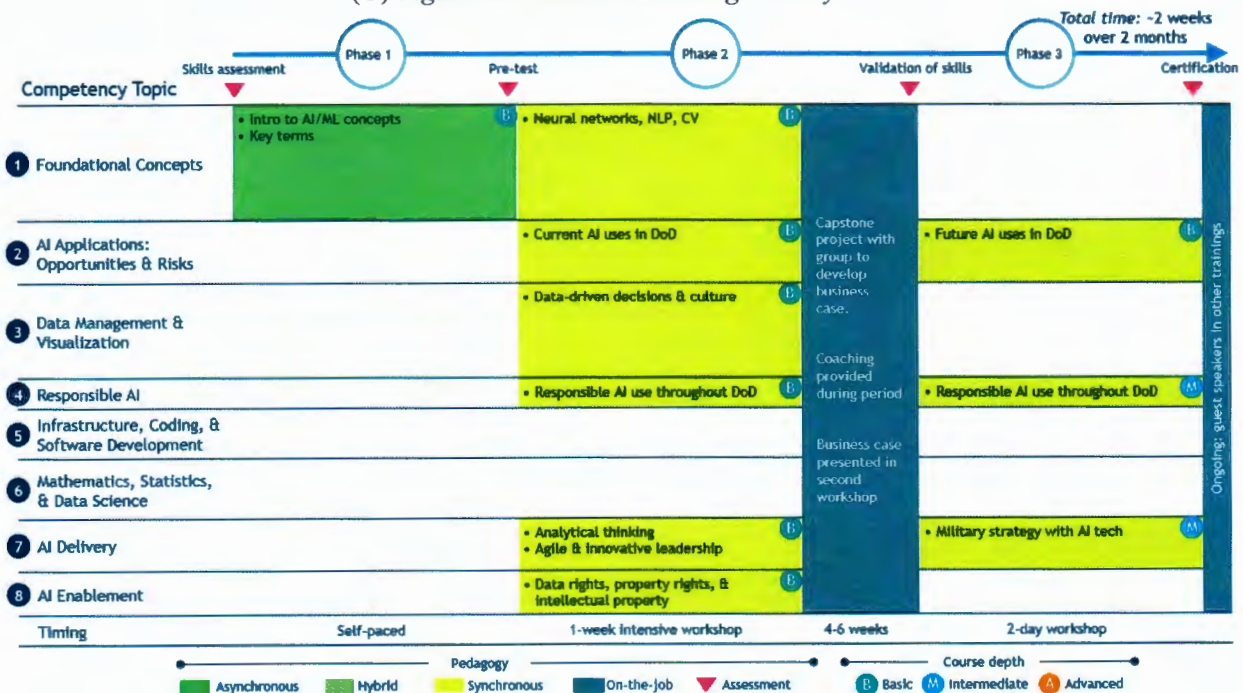 Total time: ~2 weeks
over 2 months
Phase 1
Phase 2
Phase 3
Skills assessment
Pre-test
Validation of skills
Certification
Competency Topic
• Intro to AI/ML concepts
• Key terms
B
• Neural networks, NLP, CV
B
1 Foundational Concepts
2 AI Applications:
Opportunities & Risks
• Current AI uses in DoD
B
• Future AI uses in DoD
B
3 Data Management &
Visualization
• Data-driven decisions & culture
B
4 Responsible AI
• Responsible AI use throughout DoD
B
• Responsible AI use throughout DoD
M
5 Infrastructure, Coding, &
Software Development
6 Mathematics, Statistics,
& Data Science
7 AI Delivery
• Analytical thinking
• Agile & innovative leadership
B
• Military strategy with AI tech
M
8 AI Enablement
• Data rights, property rights, &
intellectual property
B
Capstone
project with
group to
develop
business
case.
Coaching
provided
during period
Business case
presented in
second
workshop
Ongoing: guest speakers in other trainings
Timing
Self-paced
1-week intensive workshop
4-6 weeks
2-day workshop
Pedagogy
Course depth
Asynchronous
Hybrid
Synchronous
On-the-job
Assessment
B Basic
M Intermediate
A Advanced